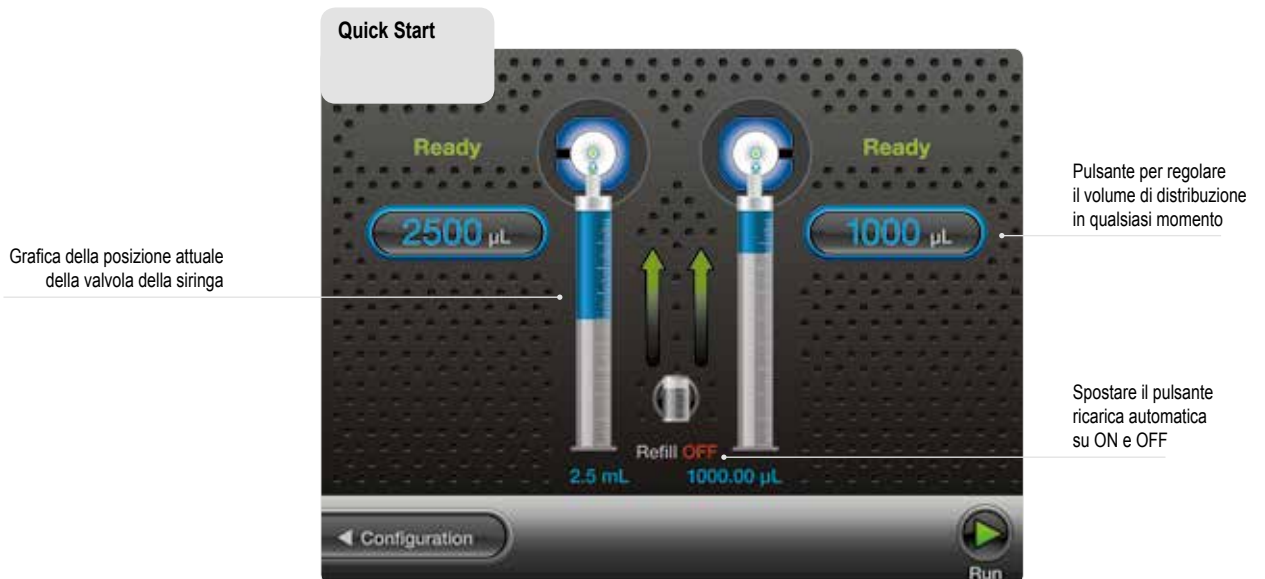 Quick Start
Ready
Ready
2500 µL
1000 µL
Pulsante per regolare
il volume di distribuzione
in qualsiasi momento
Grafica della posizione attuale
della valvola della siringa
Spostare il pulsante
ricarica automatica
su ON e OFF
Refill OFF
2.5 mL
1000.00 µL
Configuration
Run